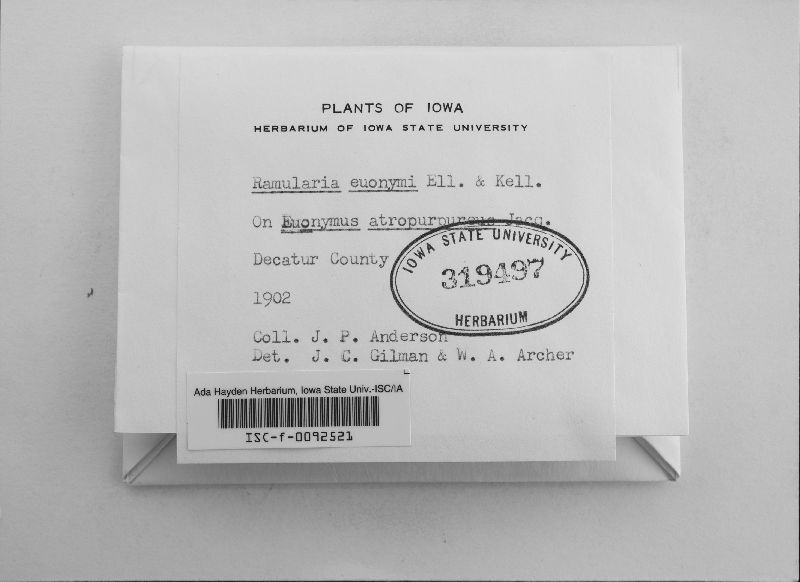 PLANTS OF IOWA
HERBARIUM OF IOWA STATE UNIVERSITY
Ramularia euonymi Ell. & Kell.
On Euonymus atropurpureus Jacq.
Decatur County
1902
Coll. J. P. Anderson
Det. J. C. Gilman & W. A. Archer
IOWA STATE UNIVERSITY
319497
HERBARIUM
Ada Hayden Herbarium, Iowa State Univ.-ISC/IA
ISC-f-0092521